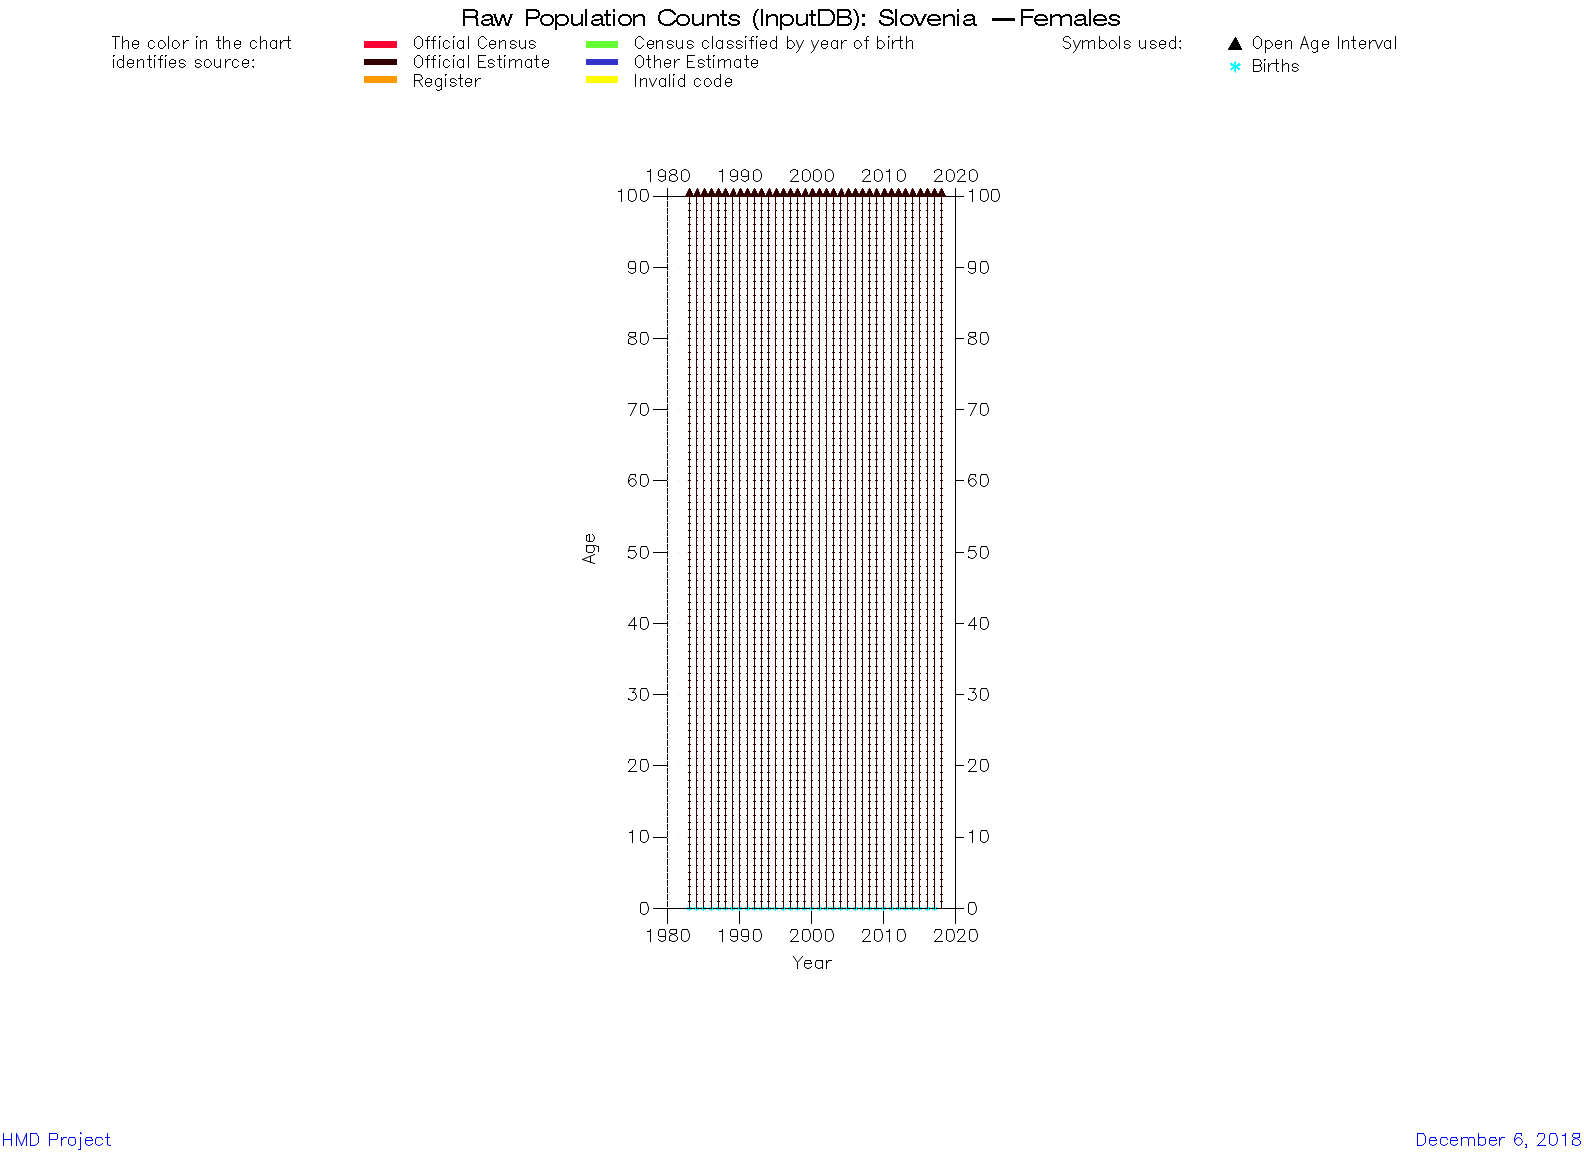 Raw Population Counts (InputDB): Slovenia — Females
The color in the chart
identifies source:
Official Census
Official Estimate
Register
Census classified by year of birth
Other Estimate
Invalid code
Symbols used:
▲ Open Age Interval
* Births
1980 1990 2000 2010 2020
100 100
90 90
80 80
70 70
60 60
50 50
40 40
30 30
20 20
10 10
0 0
Age
1980 1990 2000 2010 2020
Year
HMD Project
December 6, 2018